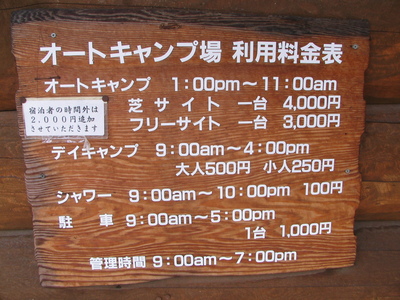 オートキャンプ場 利用料金表
オートキャンプ 1:00pm~11:00am
芝サイト 一台 4,000円
フリーサイト 一台 3,000円
宿泊者の時間外は
2,000円追加
させていただきます
デイキャンプ 9:00am~4:00pm
大人500円 小人250円
シャワー 9:00am~10:00pm 100円
駐車 9:00am~5:00pm
1台 1,000円
管理時間 9:00am~7:00pm